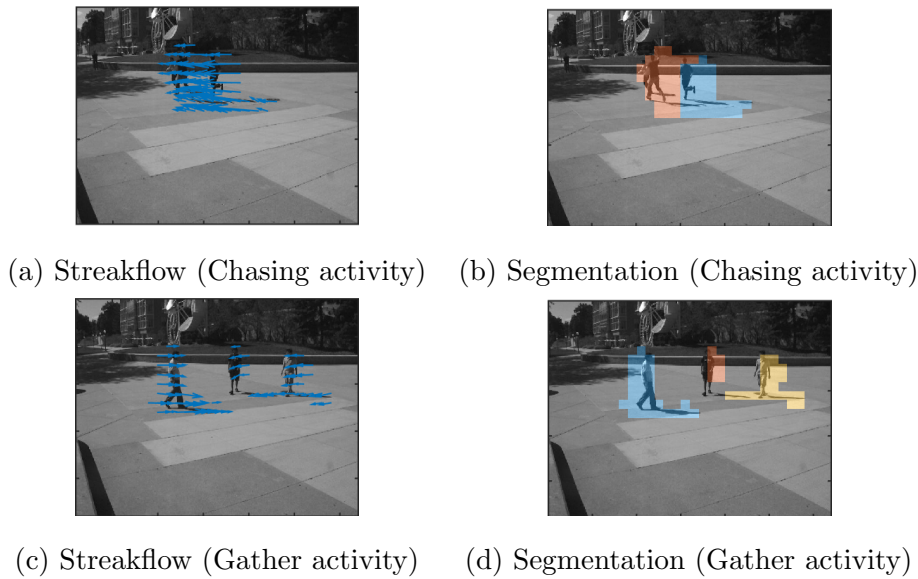 (a) Streakflow (Chasing activity) (b) Segmentation (Chasing activity)
(c) Streakflow (Gather activity) (d) Segmentation (Gather activity)